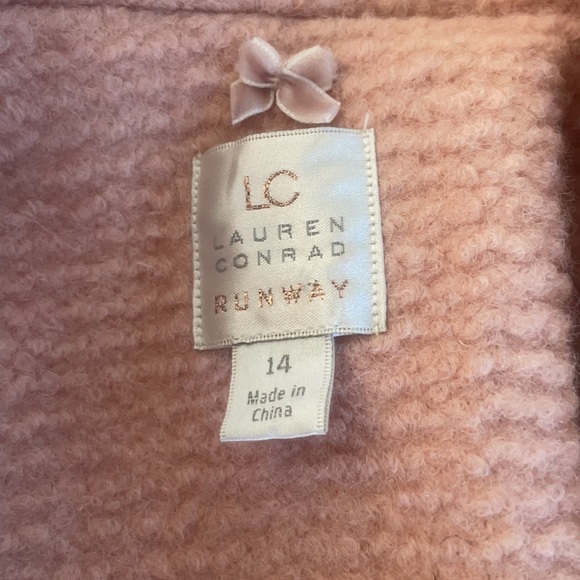 LC
LAUREN
CONRAD
RUNWAY
14
Made in
China